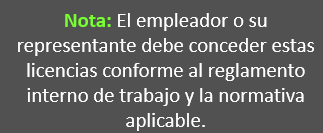 Nota: El empleador o su
representante debe conceder estas
licencias conforme al reglamento
interno de trabajo y la normativa
aplicable.